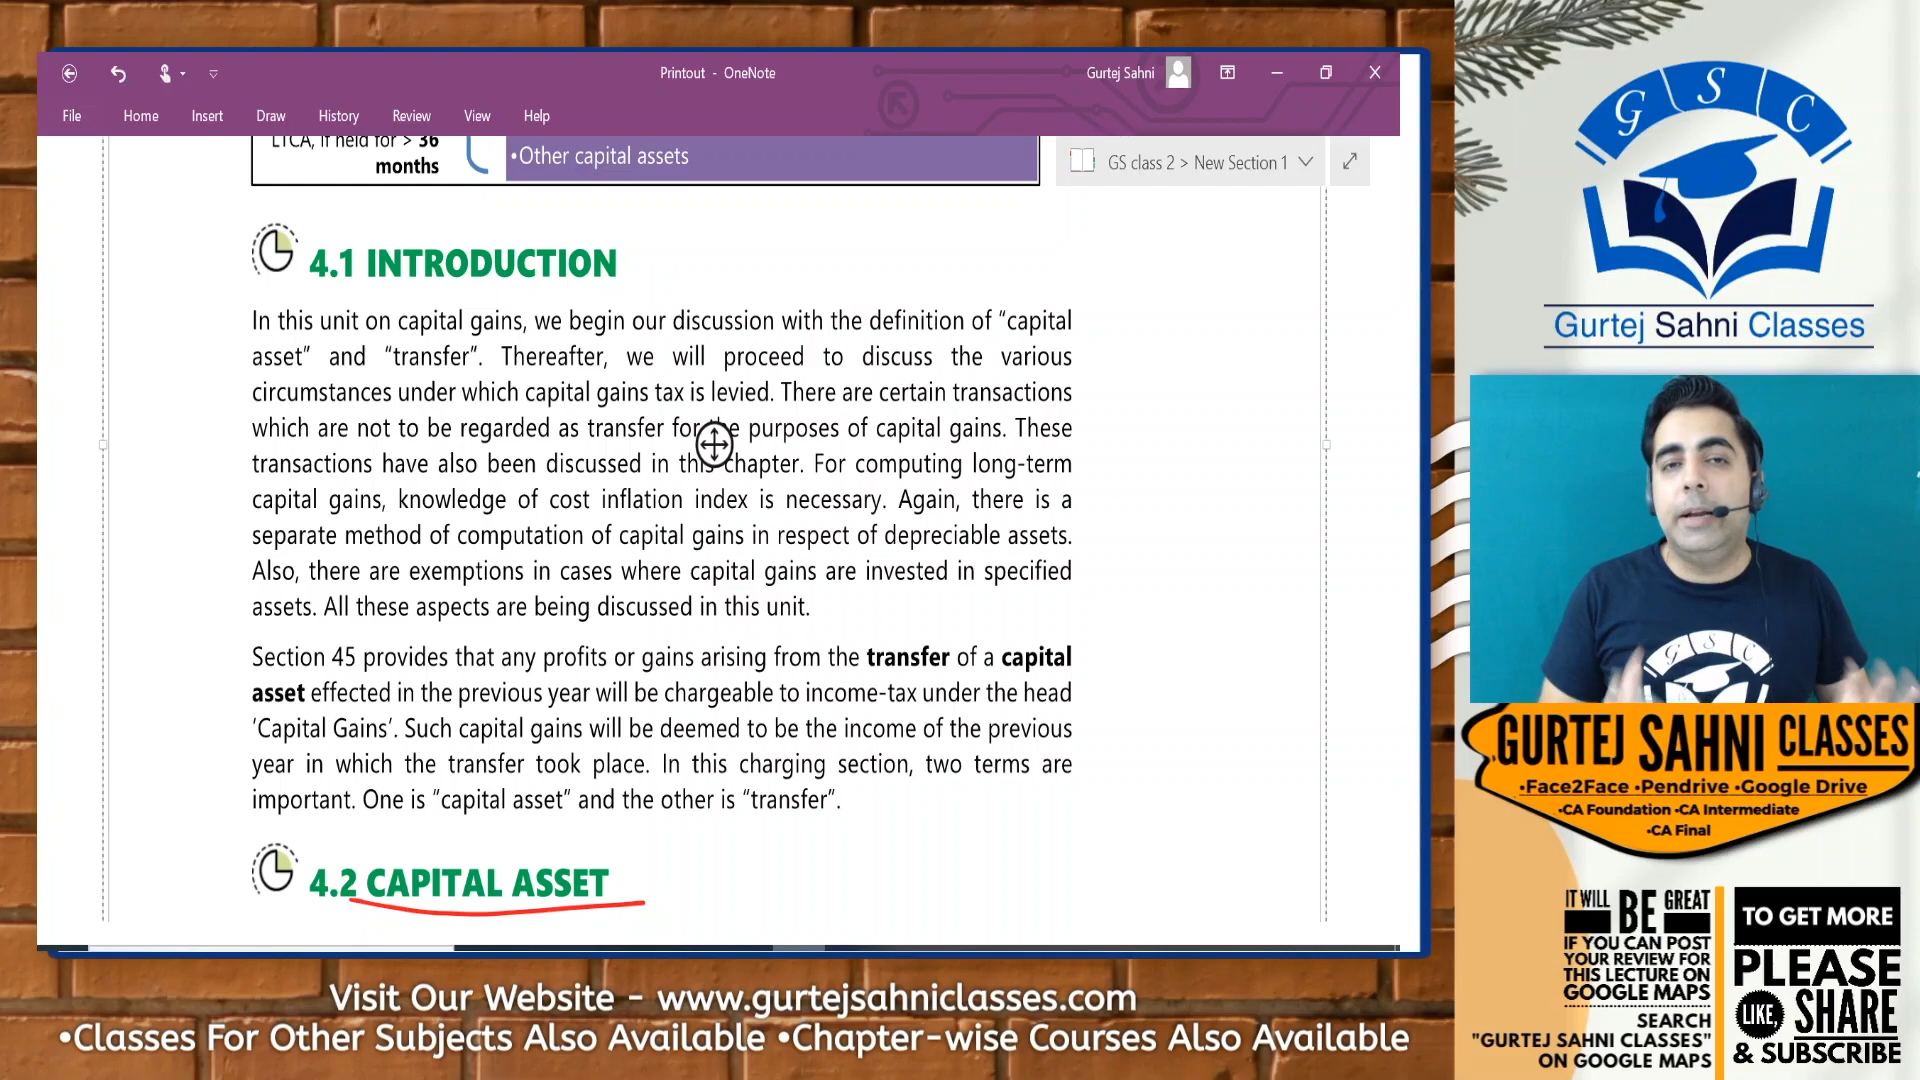 Printout - OneNote
Gurtej Sahni
File Home Insert Draw History Review View Help
LTCA, if held for > 36
months
•Other capital assets
GS class 2 > New Section 1
4.1 INTRODUCTION
In this unit on capital gains, we begin our discussion with the definition of “capital
asset” and “transfer”. Thereafter, we will proceed to discuss the various
circumstances under which capital gains tax is levied. There are certain transactions
which are not to be regarded as transfer for the purposes of capital gains. These
transactions have also been discussed in this chapter. For computing long-term
capital gains, knowledge of cost inflation index is necessary. Again, there is a
separate method of computation of capital gains in respect of depreciable assets.
Also, there are exemptions in cases where capital gains are invested in specified
assets. All these aspects are being discussed in this unit.
Section 45 provides that any profits or gains arising from the transfer of a capital
asset effected in the previous year will be chargeable to income-tax under the head
‘Capital Gains’. Such capital gains will be deemed to be the income of the previous
year in which the transfer took place. In this charging section, two terms are
important. One is “capital asset” and the other is “transfer”.
4.2 CAPITAL ASSET
G S C
Gurtej Sahni Classes
G S C
GURTEJ SAHNI CLASSES
•Face2Face •Pendrive •Google Drive
•CA Foundation •CA Intermediate
•CA Final
IT WILL BE GREAT
IF YOU CAN POST
YOUR REVIEW FOR
THIS LECTURE ON
GOOGLE MAPS
SEARCH
"GURTEJ SAHNI CLASSES"
ON GOOGLE MAPS
TO GET MORE
PLEASE
LIKE, SHARE
& SUBSCRIBE
Visit Our Website - www.gurtejsahniclasses.com
•Classes For Other Subjects Also Available •Chapter-wise Courses Also Available